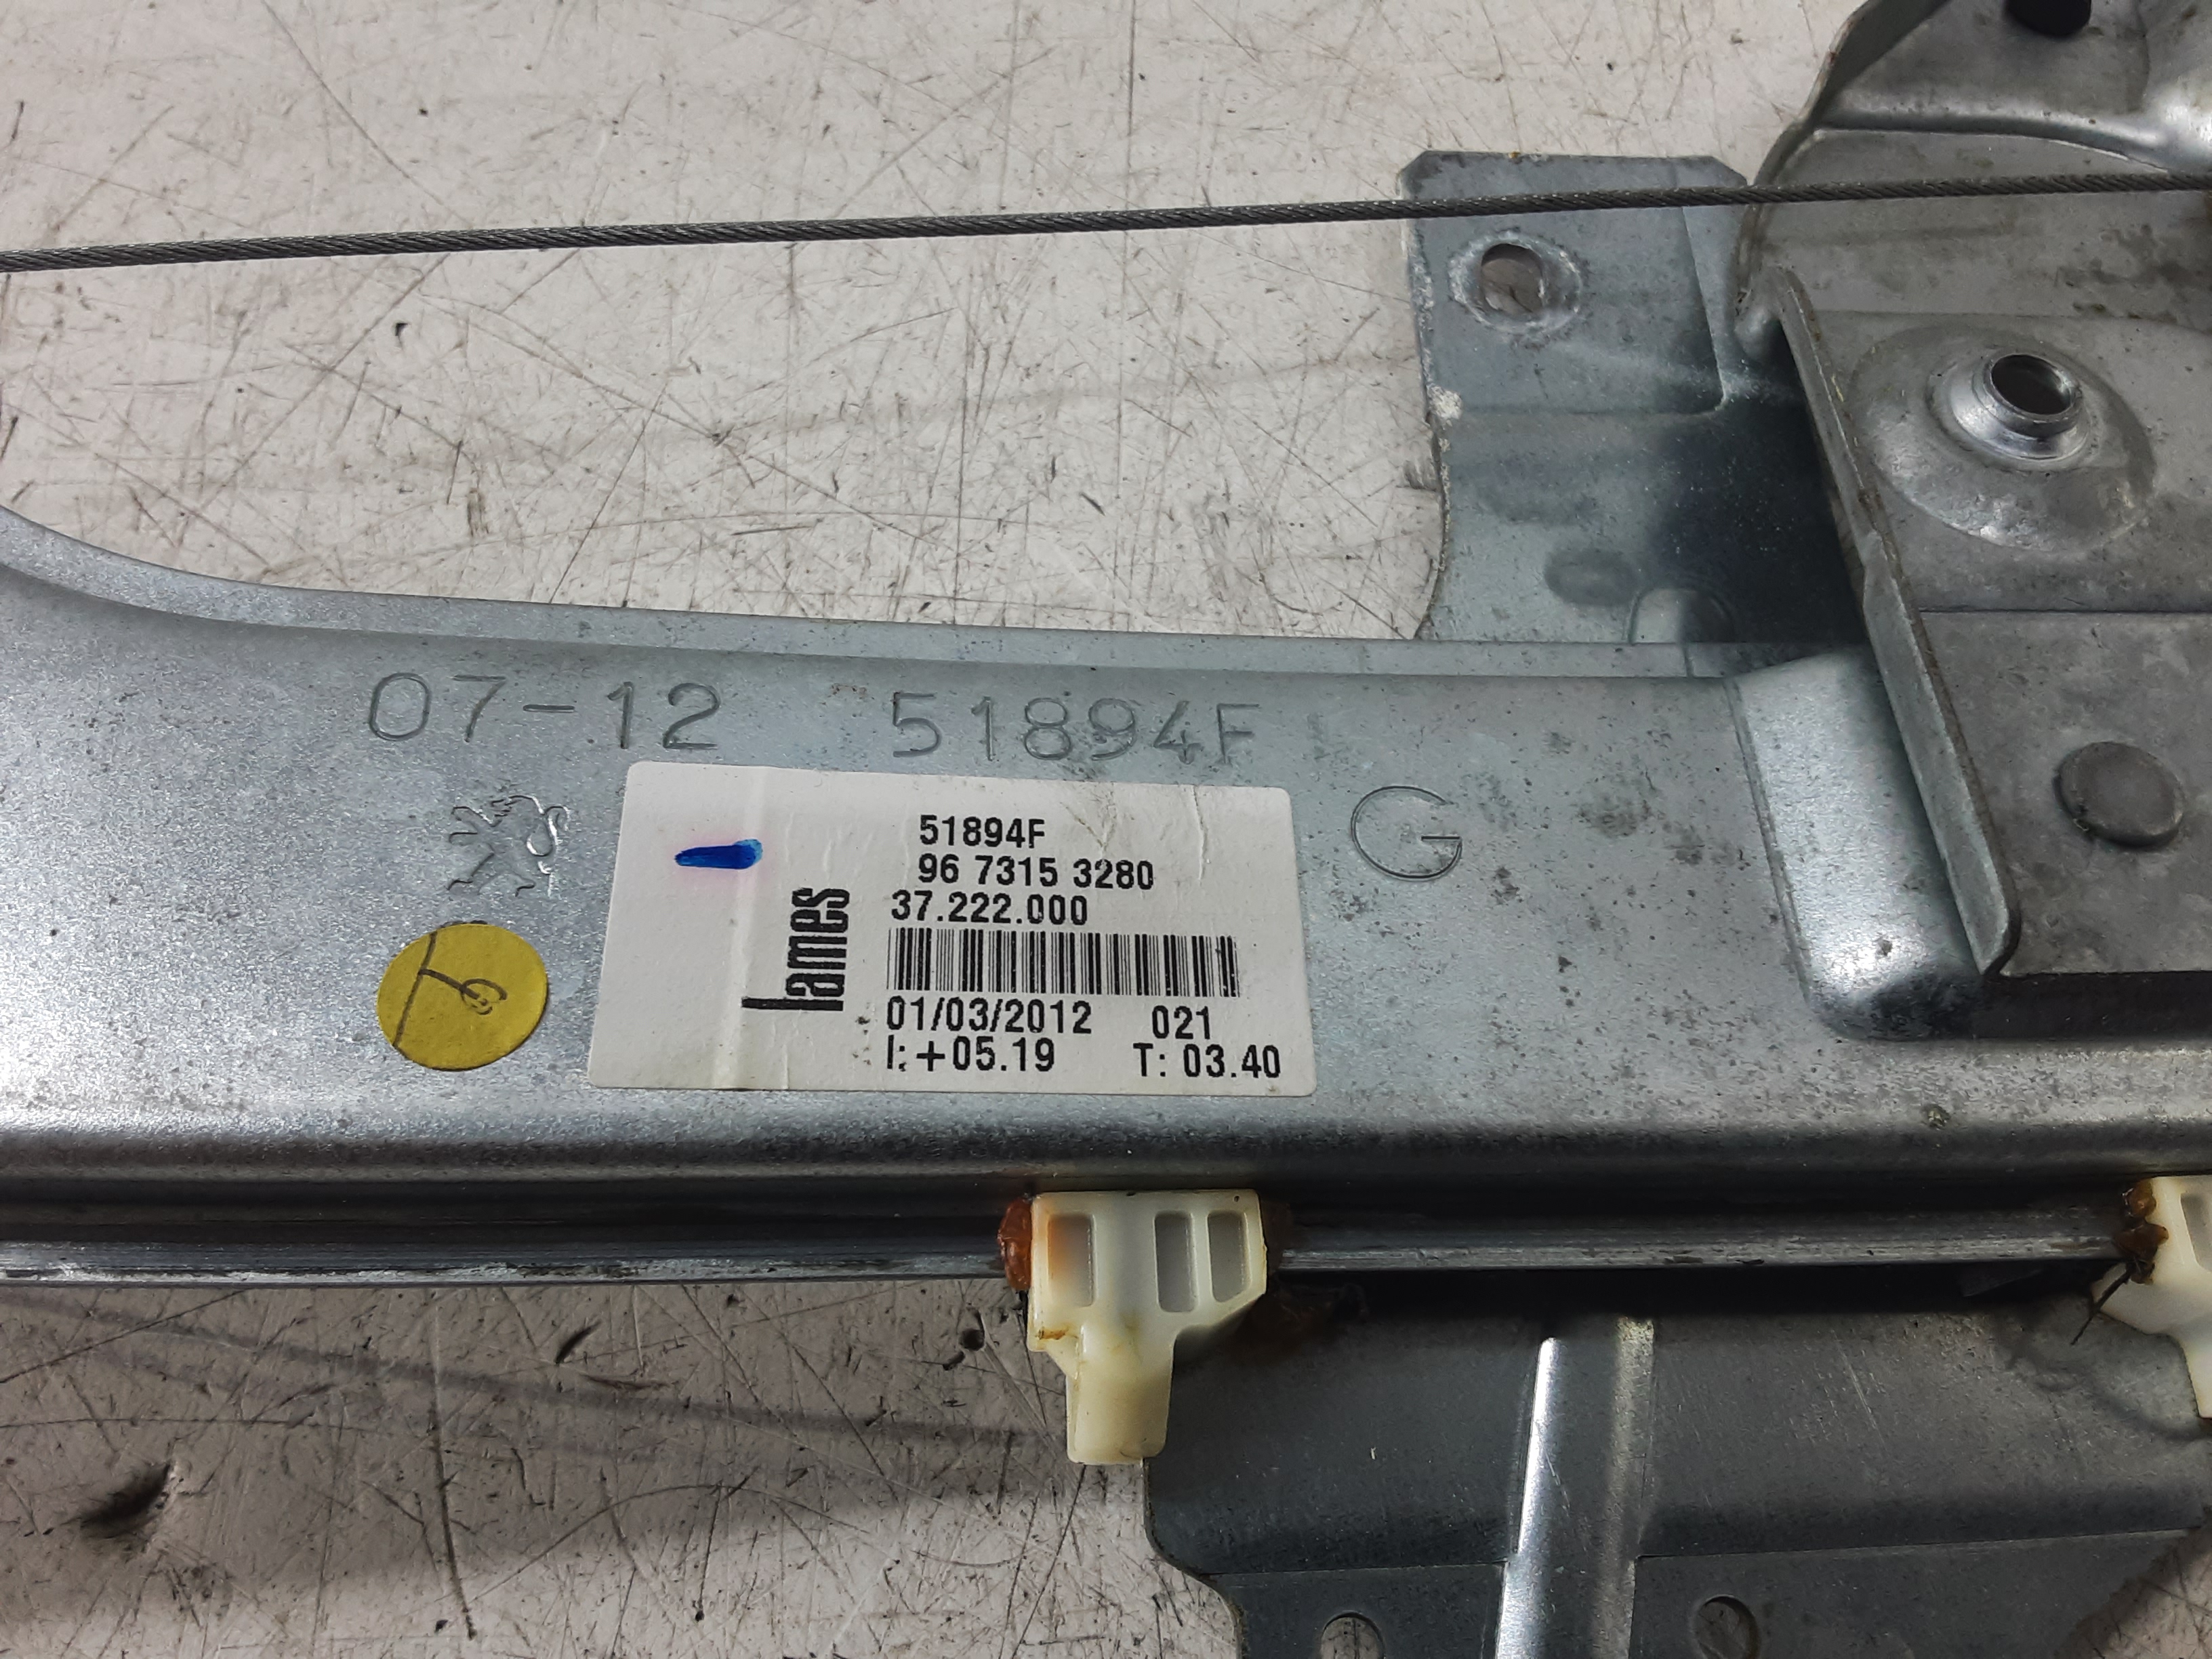 07-12 51894F
G
51894F
96 7315 3280
37.222.000
lames
01/03/2012 021
I: +05.19 T: 03.40